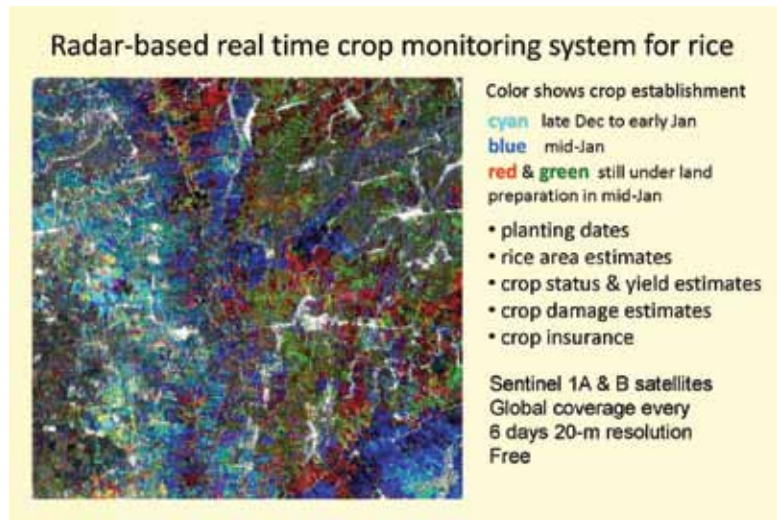 Radar-based real time crop monitoring system for rice
Color shows crop establishment
cyan late Dec to early Jan
blue mid-Jan
red & green still under land
preparation in mid-Jan
• planting dates
• rice area estimates
• crop status & yield estimates
• crop damage estimates
• crop insurance
Sentinel 1A & B satellites
Global coverage every
6 days 20-m resolution
Free